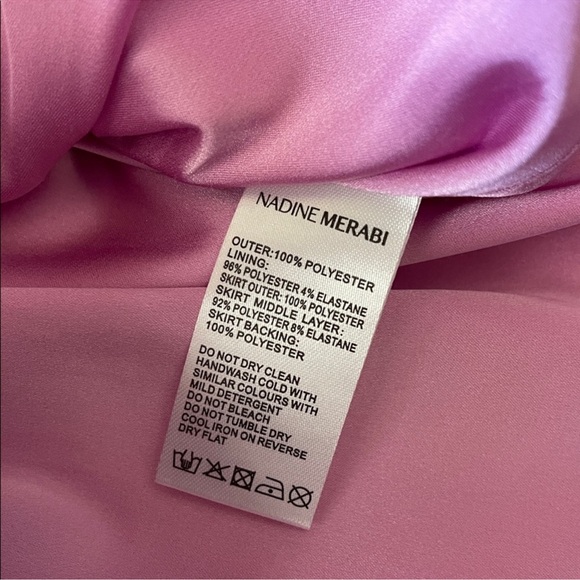 NADINE MERABI
OUTER:100% POLYESTER
LINING:
96% POLYESTER 4% ELASTANE
SKIRT OUTER:100% POLYESTER
SKIRT MIDDLE LAYER:
92% POLYESTER 8% ELASTANE
SKIRT BACKING:
100% POLYESTER
DO NOT DRY CLEAN
HANDWASH COLD WITH
SIMILAR COLOURS WITH
MILD DETERGENT
DO NOT BLEACH
DO NOT TUMBLE DRY
COOL IRON ON REVERSE
DRY FLAT